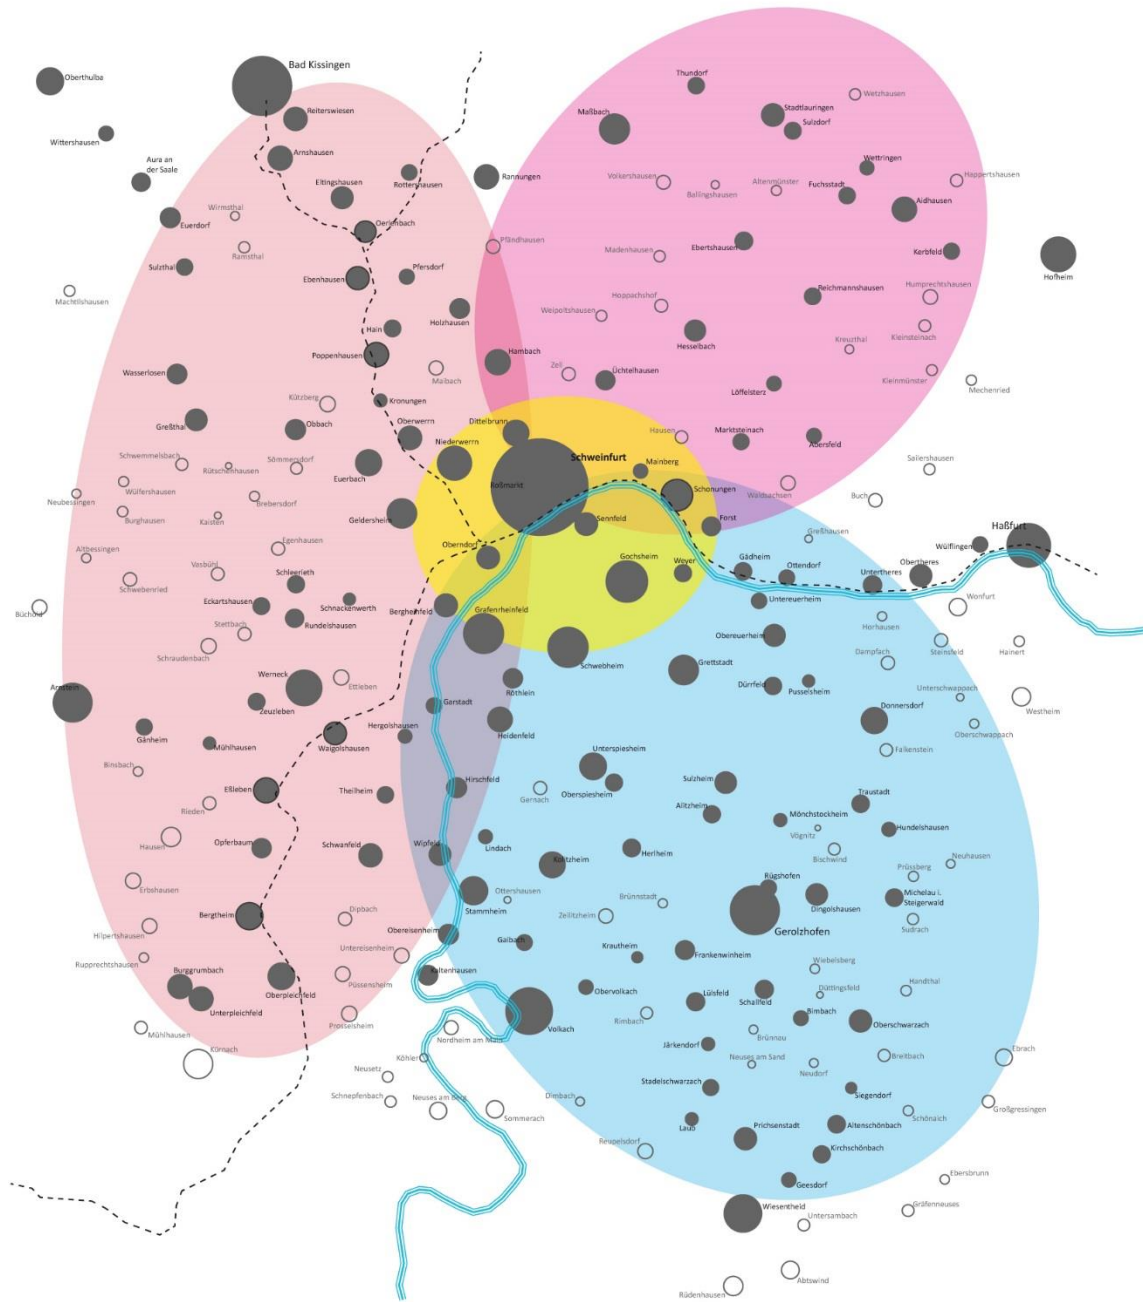 Bad Kissingen
Oberthulba
Reiterswiesen
Wittershausen
Arnshausen
Aura an
der Saale
Eltingshausen
Rottershausen
Rannungen
Wirmsthal
Euerdorf
Oerlenbach
Ramsthal
Sulzthal
Ebenhausen
Pfersdorf
Pfändhausen
Machtilshausen
Holzhausen
Hain
Poppenhausen
Hambach
Wasserlosen
Maibach
Kützberg
Kronungen
Greßthal
Obbach
Oberwerrn
Niederwerrn
Dittelbrunn
Schwemmelsbach
Rütschenhausen
Sömmersdorf
Euerbach
Neubessingen
Wülfershausen
Brebersdorf
Burghausen
Kaisten
Geldersheim
Egenhausen
Altbessingen
Vasbühl
Schwebenried
Schleerieth
Büchold
Eckartshausen
Schnackenwerth
Rundelshausen
Stettbach
Schraudenbach
Werneck
Ettleben
Arnstein
Zeuzleben
Gänheim
Mühlhausen
Hergolshausen
Waigolshausen
Binsbach
Eßleben
Theilheim
Rieden
Hausen
Opferbaum
Schwanfeld
Erbshausen
Bergtheim
Dipbach
Hilpertshausen
Untereisenheim
Rupprechtshausen
Burggrumbach
Oberpleichfeld
Püssensheim
Unterpleichfeld
Prosselsheim
Mühlhausen
Kürnach
Thundorf
Maßbach
Stadtlauringen
Sulzdorf
Wetzhausen
Wettringen
Volkershausen
Ballingshausen
Altenmünster
Fuchsstadt
Happertshausen
Aidhausen
Ebertshausen
Madenhausen
Kerbfeld
Hofheim
Hoppachshof
Reichmannshausen
Humprechtshausen
Weipoltshausen
Hesselbach
Kreuzthal
Kleinsteinach
Zell
Üchtelhausen
Löffelsterz
Kleinmünster
Mechenried
Hausen
Marktsteinach
Abersfeld
Schweinfurt
Roßmarkt
Mainberg
Schonungen
Waldsachsen
Sailershausen
Buch
Sennfeld
Forst
Greßhausen
Haßfurt
Wülflingen
Oberndorf
Gochsheim
Weyer
Gädheim
Ottendorf
Untertheres
Obertheres
Bergheinfeld
Grafenrheinfeld
Untereuerheim
Wonfurt
Horhausen
Obereuerheim
Steinsfeld
Hainert
Schwebheim
Grettstadt
Dampfach
Röthlein
Dürrfeld
Pusselsheim
Unterschwappach
Westheim
Garstadt
Heidenfeld
Donnersdorf
Oberschwappach
Falkenstein
Unterspiesheim
Hirschfeld
Gernach
Oberspiesheim
Sulzheim
Alitzheim
Traustadt
Mönchstockheim
Vögnitz
Hundelshausen
Wipfeld
Lindach
Kolitzheim
Herlheim
Bischwind
Neuhausen
Prüssberg
Stammheim
Ottershausen
Brünnstadt
Rügshofen
Dingolshausen
Michelau i.
Steigerwald
Zeilitzheim
Gerolzhofen
Sudrach
Obereisenheim
Gaibach
Krautheim
Frankenwinheim
Wiebelsberg
Kaltenhausen
Obervolkach
Lülsfeld
Schallfeld
Düttingsfeld
Handthal
Volkach
Rimbach
Bimbach
Oberschwarzach
Nordheim am Main
Brünnau
Järkendorf
Köhler
Neuses am Sand
Neudorf
Breitbach
Ebrach
Neusetz
Stadelschwarzach
Siegendorf
Schnepfenbach
Neuses am Berg
Sommerach
Dimbach
Schönaich
Großgressingen
Laub
Prichsenstadt
Altenschönbach
Reupelsdorf
Kirchschönbach
Geesdorf
Ebersbrunn
Wiesentheid
Untersambach
Gräfenneuses
Abtswind
Rüdenhausen